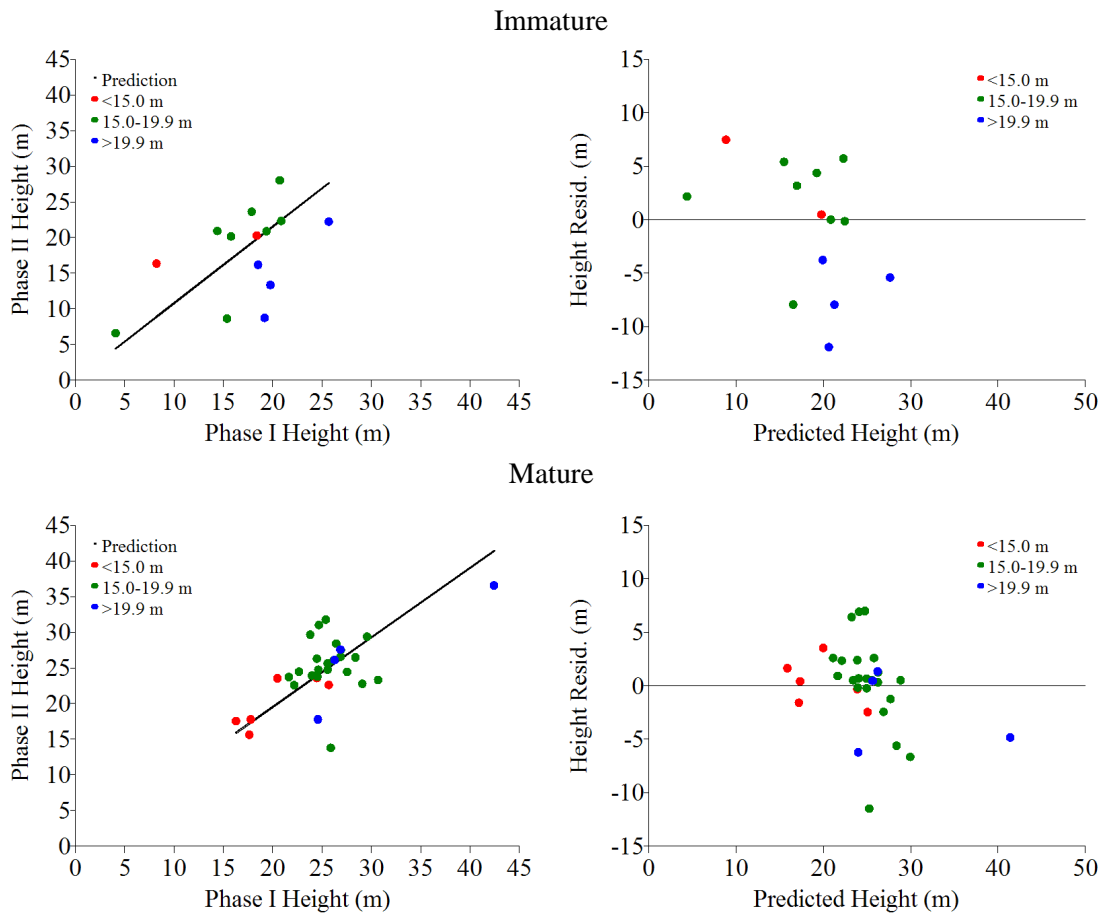 Immature
45
40
35
30
25
20
15
10
5
0
Phase II Height (m)
· Prediction
<15.0 m
15.0-19.9 m
>19.9 m
0 5 10 15 20 25 30 35 40 45
Phase I Height (m)
15
10
5
0
-5
-10
-15
Height Resid. (m)
<15.0 m
15.0-19.9 m
>19.9 m
0 10 20 30 40 50
Predicted Height (m)
Mature
45
40
35
30
25
20
15
10
5
0
Phase II Height (m)
· Prediction
<15.0 m
15.0-19.9 m
>19.9 m
0 5 10 15 20 25 30 35 40 45
Phase I Height (m)
15
10
5
0
-5
-10
-15
Height Resid. (m)
<15.0 m
15.0-19.9 m
>19.9 m
0 10 20 30 40 50
Predicted Height (m)